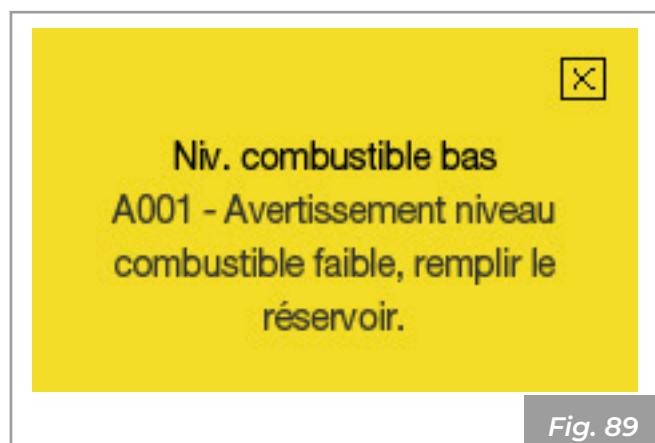 Niv. combustible bas
A001 - Avertissement niveau
combustible faible, remplir le
réservoir.
Fig. 89